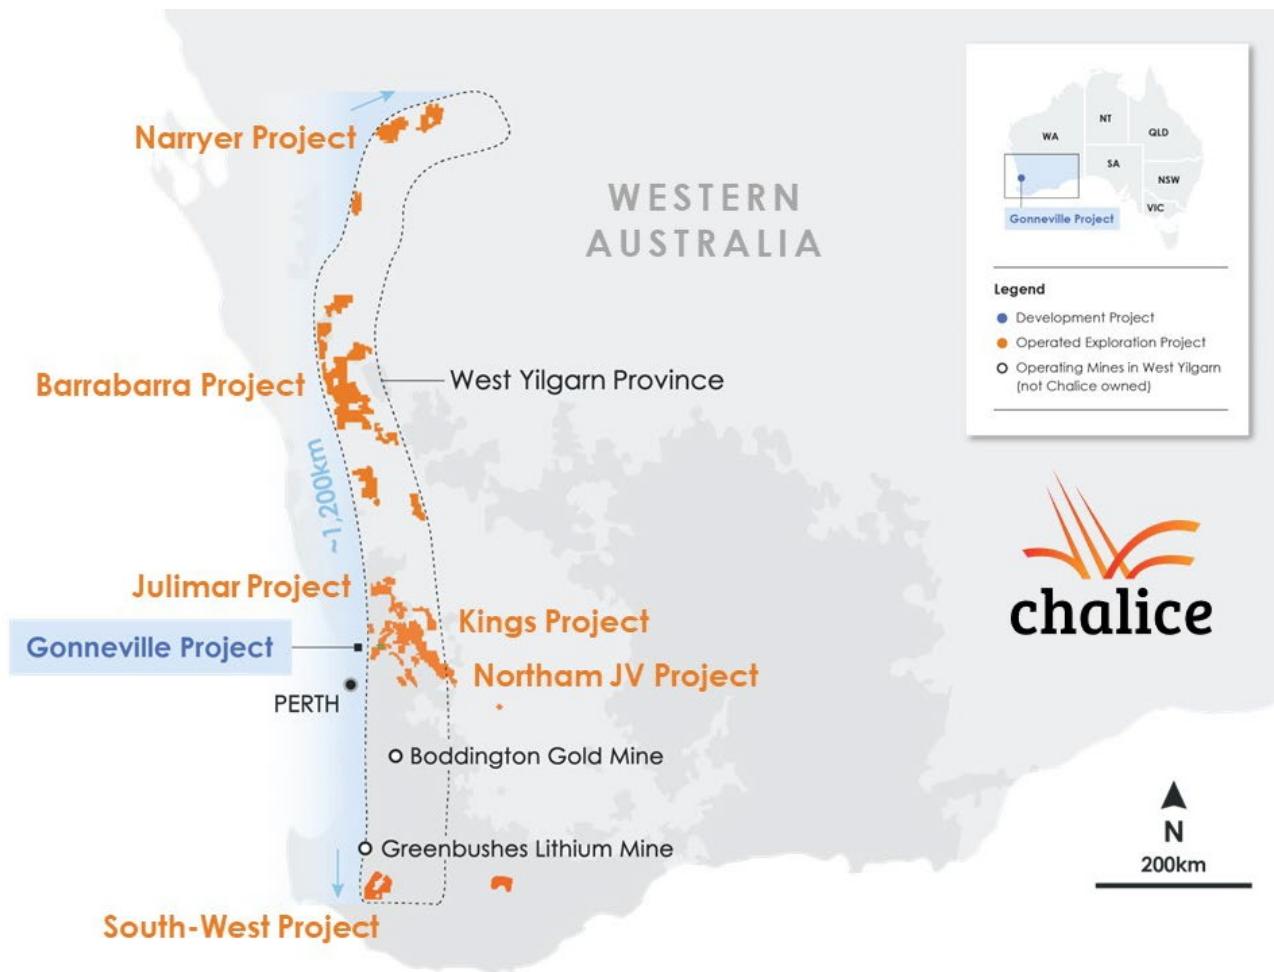 Narryer Project
WESTERN
AUSTRALIA
Barrabarra Project
West Yilgarn Province
~1,200km
Julimar Project
Kings Project
Gonneville Project
Northam JV Project
PERTH
Boddington Gold Mine
Greenbushes Lithium Mine
South-West Project
WA
NT
QLD
SA
NSW
VIC
Gonneville Project
Legend
Development Project
Operated Exploration Project
Operating Mines in West Yilgarn
(not Chalice owned)
chalice
N
200km